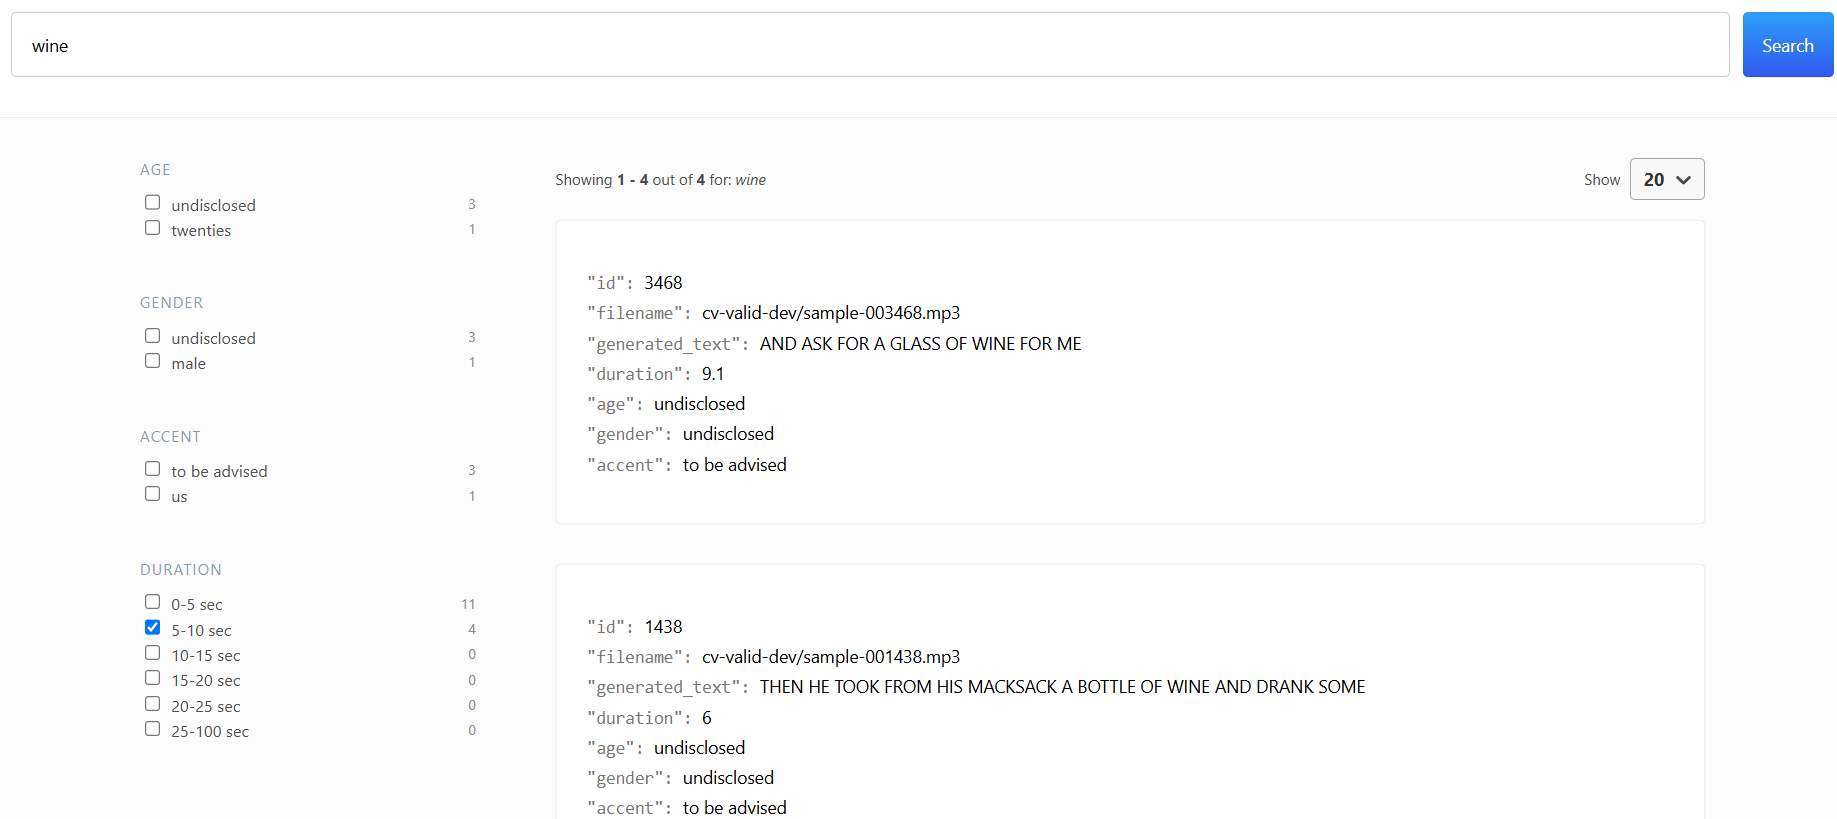 wine
Search
AGE
undisclosed 3
twenties 1
GENDER
undisclosed 3
male 1
ACCENT
to be advised 3
us 1
DURATION
0-5 sec 11
5-10 sec 4
10-15 sec 0
15-20 sec 0
20-25 sec 0
25-100 sec 0
Showing 1 - 4 out of 4 for: wine
Show 20
"id": 3468
"filename": cv-valid-dev/sample-003468.mp3
"generated_text": AND ASK FOR A GLASS OF WINE FOR ME
"duration": 9.1
"age": undisclosed
"gender": undisclosed
"accent": to be advised
"id": 1438
"filename": cv-valid-dev/sample-001438.mp3
"generated_text": THEN HE TOOK FROM HIS MACKSACK A BOTTLE OF WINE AND DRANK SOME
"duration": 6
"age": undisclosed
"gender": undisclosed
"accent": to be advised